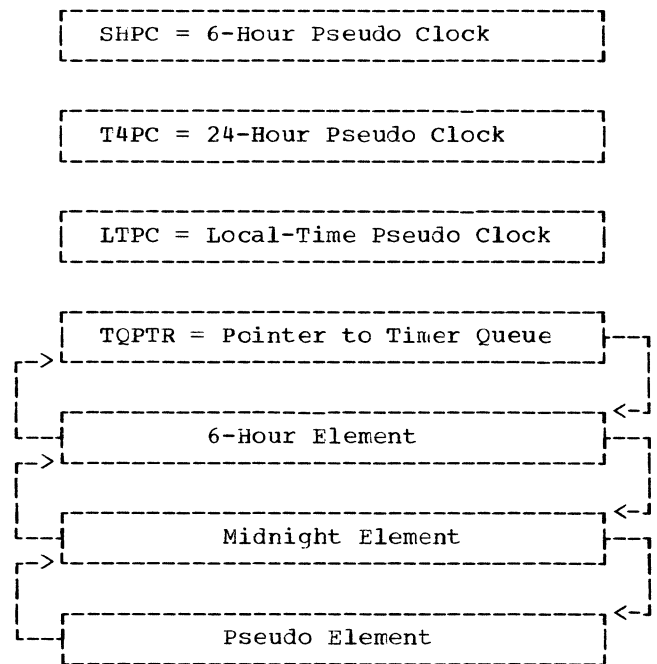 SHPC = 6-Hour Pseudo Clock
T4PC = 24-Hour Pseudo Clock
LTPC = Local-Time Pseudo Clock
TQPTR = Pointer to Timer Queue
6-Hour Element
Midnight Element
Pseudo Element